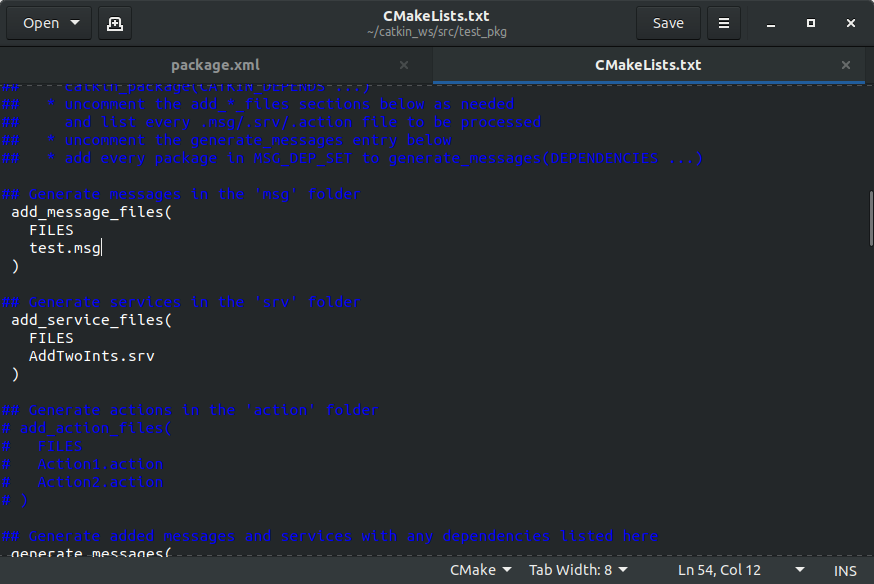 Open
CMakeLists.txt
~/catkin_ws/src/test_pkg
Save
package.xml
CMakeLists.txt
## catkin_package(CATKIN_DEPENDS ...)
## * uncomment the add_*_files sections below as needed
## and list every .msg/.srv/.action file to be processed
## * uncomment the generate_messages entry below
## * add every package in MSG_DEP_SET to generate_messages(DEPENDENCIES ...)
## Generate messages in the 'msg' folder
add_message_files(
FILES
test.msg
)
## Generate services in the 'srv' folder
add_service_files(
FILES
AddTwoInts.srv
)
## Generate actions in the 'action' folder
# add_action_files(
# FILES
# Action1.action
# Action2.action
# )
## Generate added messages and services with any dependencies listed here
generate_messages(
CMake
Tab Width: 8
Ln 54, Col 12
INS